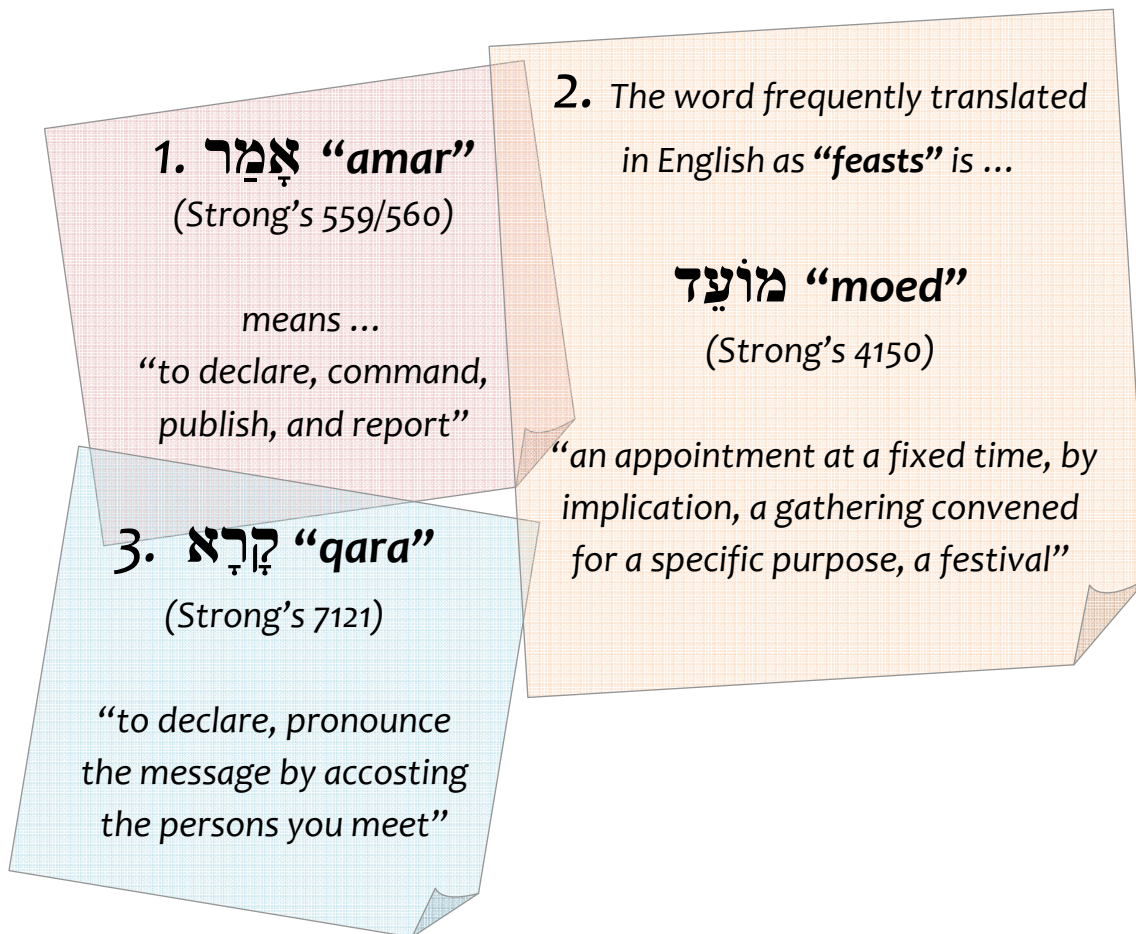 1. אָמַר “amar”
(Strong’s 559/560)
means …
“to declare, command,
publish, and report”
2. The word frequently translated
in English as “feasts” is …
מוֹעֵד “moed”
(Strong’s 4150)
“an appointment at a fixed time, by
implication, a gathering convened
for a specific purpose, a festival”
3. קָרָא “qara”
(Strong’s 7121)
“to declare, pronounce
the message by accosting
the persons you meet”